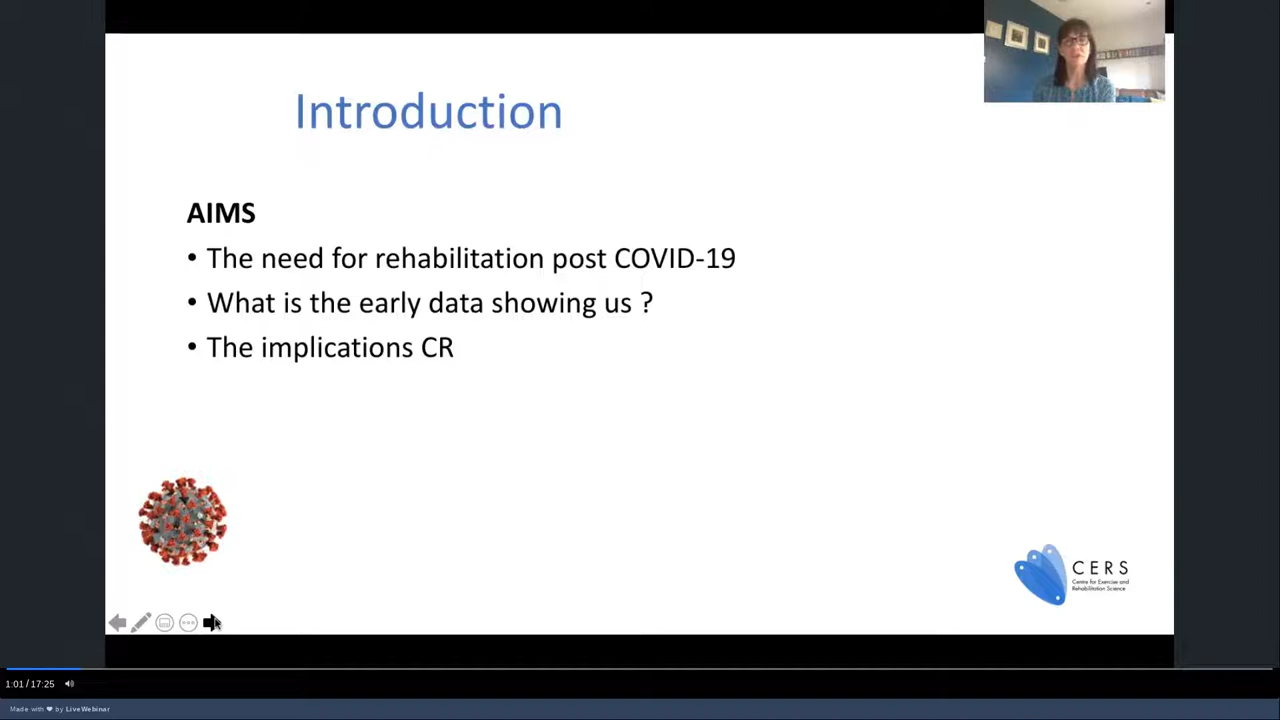 Introduction
AIMS
• The need for rehabilitation post COVID-19
• What is the early data showing us ?
• The implications CR
CERS
Centre for Exercise and
Rehabilitation Science
1:01 / 17:25
Made with ❤ by LiveWebinar